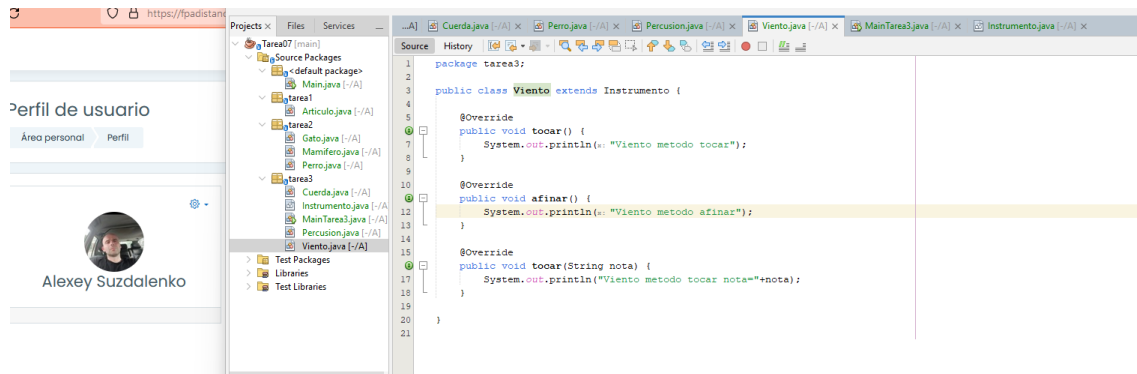 https://fpadistanc
Perfil de usuario
Área personal Perfil
Alexey Suzdalenko
Projects × Files Services
Tarea07 [main]
Source Packages
<default package>
Main.java [-/A]
tarea1
Articulo.java [-/A]
tarea2
Gato.java [-/A]
Mamifero.java [-/A]
Perro.java [-/A]
tarea3
Cuerda.java [-/A]
Instrumento.java [-/A
MainTarea3.java [-/A
Percusion.java [-/A]
Viento.java [-/A]
Test Packages
Libraries
Test Libraries
...A] Cuerda.java [-/A] × Perro.java [-/A] × Percusion.java [-/A] × Viento.java [-/A] × MainTarea3.java [-/A] × Instrumento.java [-/A] ×
Source History
1 package tarea3;
2
3 public class Viento extends Instrumento {
4
5 @Override
public void tocar() {
7 System.out.println(x: "Viento metodo tocar");
8 }
9
10 @Override
public void afinar() {
12 System.out.println(x: "Viento metodo afinar");
13 }
14
15 @Override
public void tocar(String nota) {
17 System.out.println("Viento metodo tocar nota="+nota);
18 }
19
20 }
21